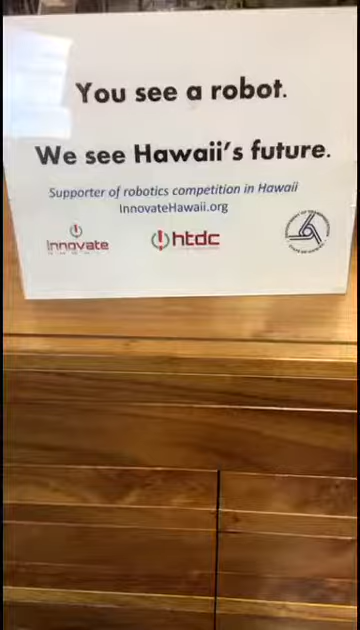 You see a robot.
We see Hawaii's future.
Supporter of robotics competition in Hawaii
InnovateHawaii.org
Innovate
htdc